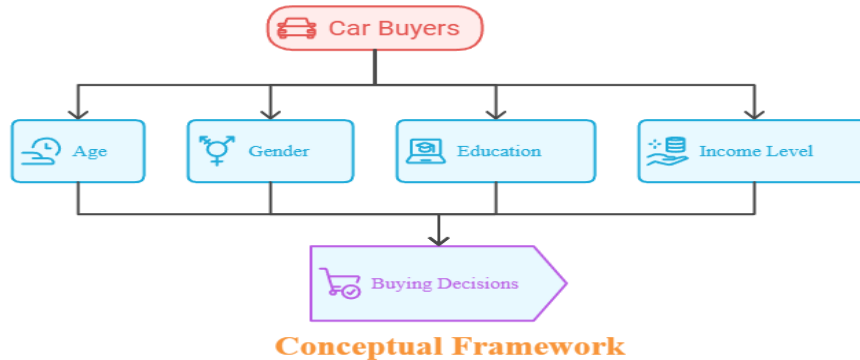 Car Buyers
Age
Gender
Education
Income Level
Buying Decisions
Conceptual Framework